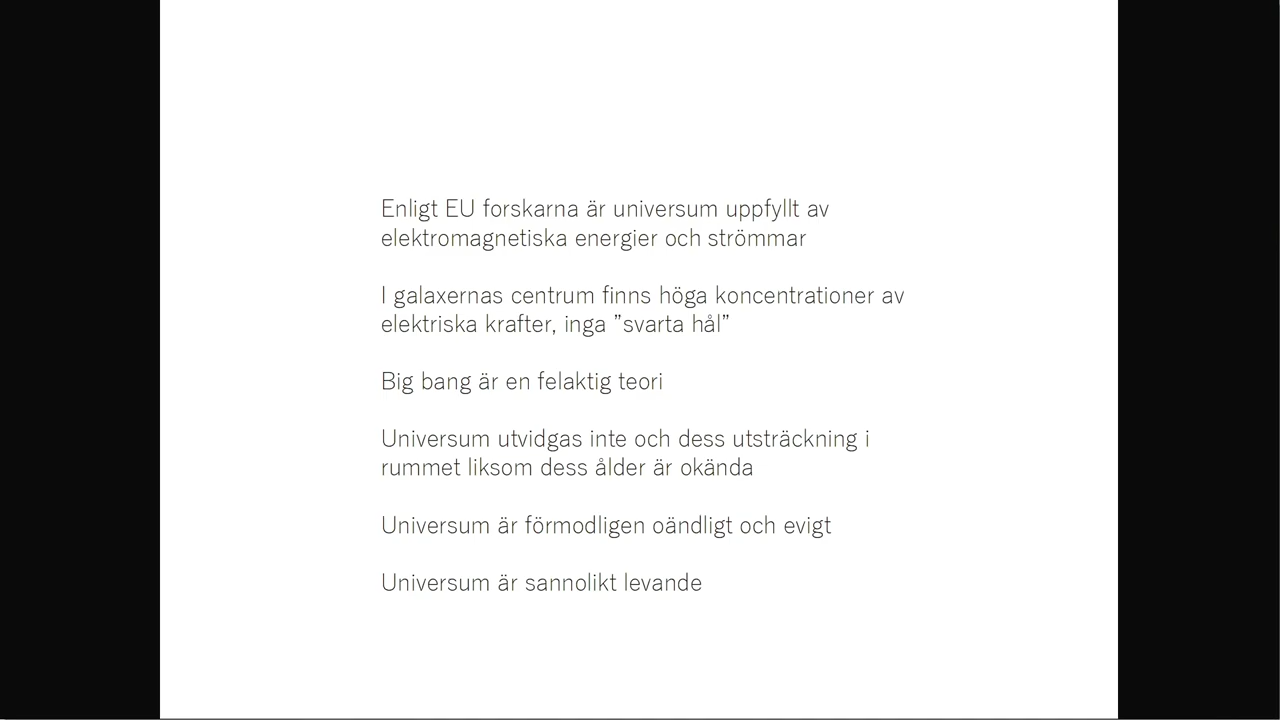 Enligt EU forskarna är universum uppfyllt av
elektromagnetiska energier och strömmar
I galaxernas centrum finns höga koncentrationer av
elektriska krafter, inga ”svarta hål”
Big bang är en felaktig teori
Universum utvidgas inte och dess utsträckning i
rummet liksom dess ålder är okända
Universum är förmodligen oändligt och evigt
Universum är sannolikt levande